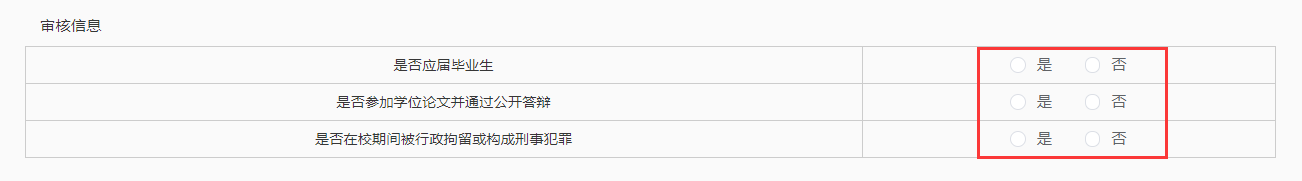 审核信息
是否应届毕业生 是 否
是否参加学位论文并通过公开答辩 是 否
是否在校期间被行政拘留或构成刑事犯罪 是 否